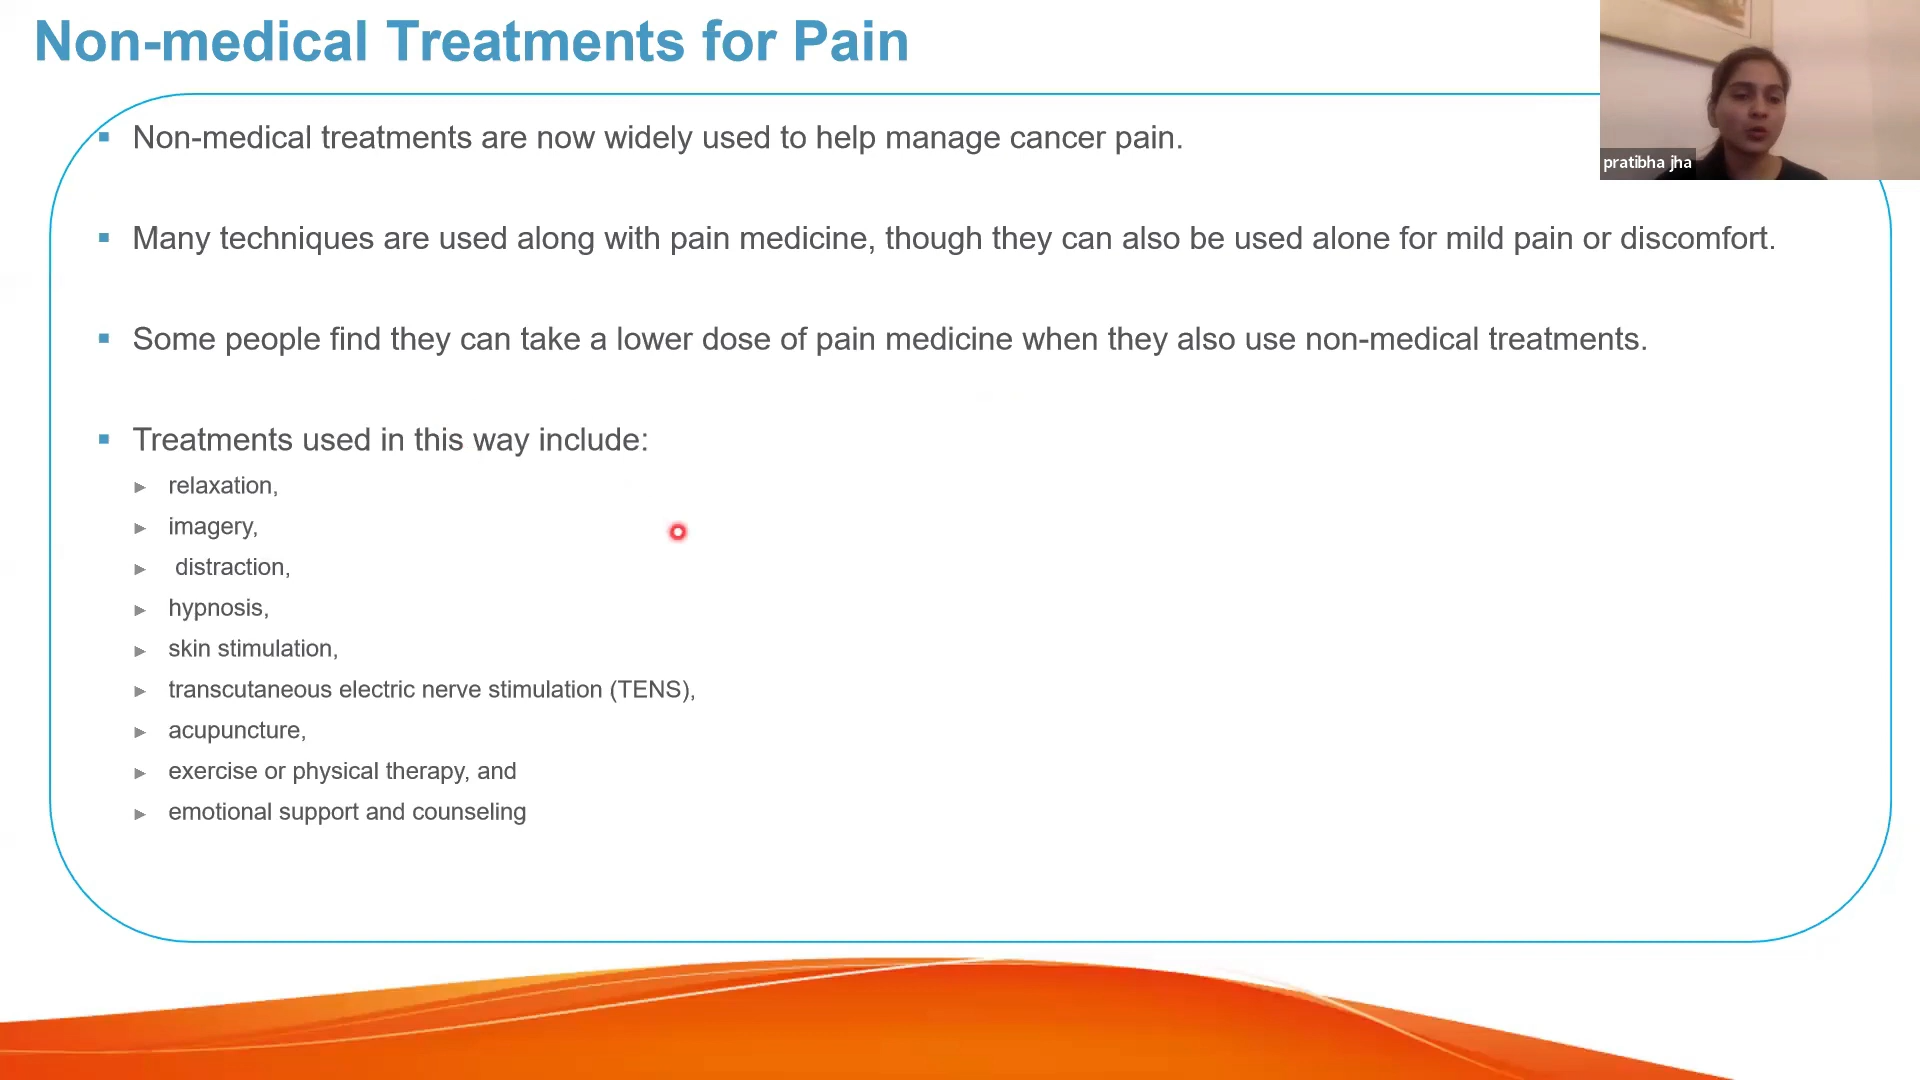 Non-medical Treatments for Pain
pratibha jha
Non-medical treatments are now widely used to help manage cancer pain.
Many techniques are used along with pain medicine, though they can also be used alone for mild pain or discomfort.
Some people find they can take a lower dose of pain medicine when they also use non-medical treatments.
Treatments used in this way include:
relaxation,
imagery,
distraction,
hypnosis,
skin stimulation,
transcutaneous electric nerve stimulation (TENS),
acupuncture,
exercise or physical therapy, and
emotional support and counseling